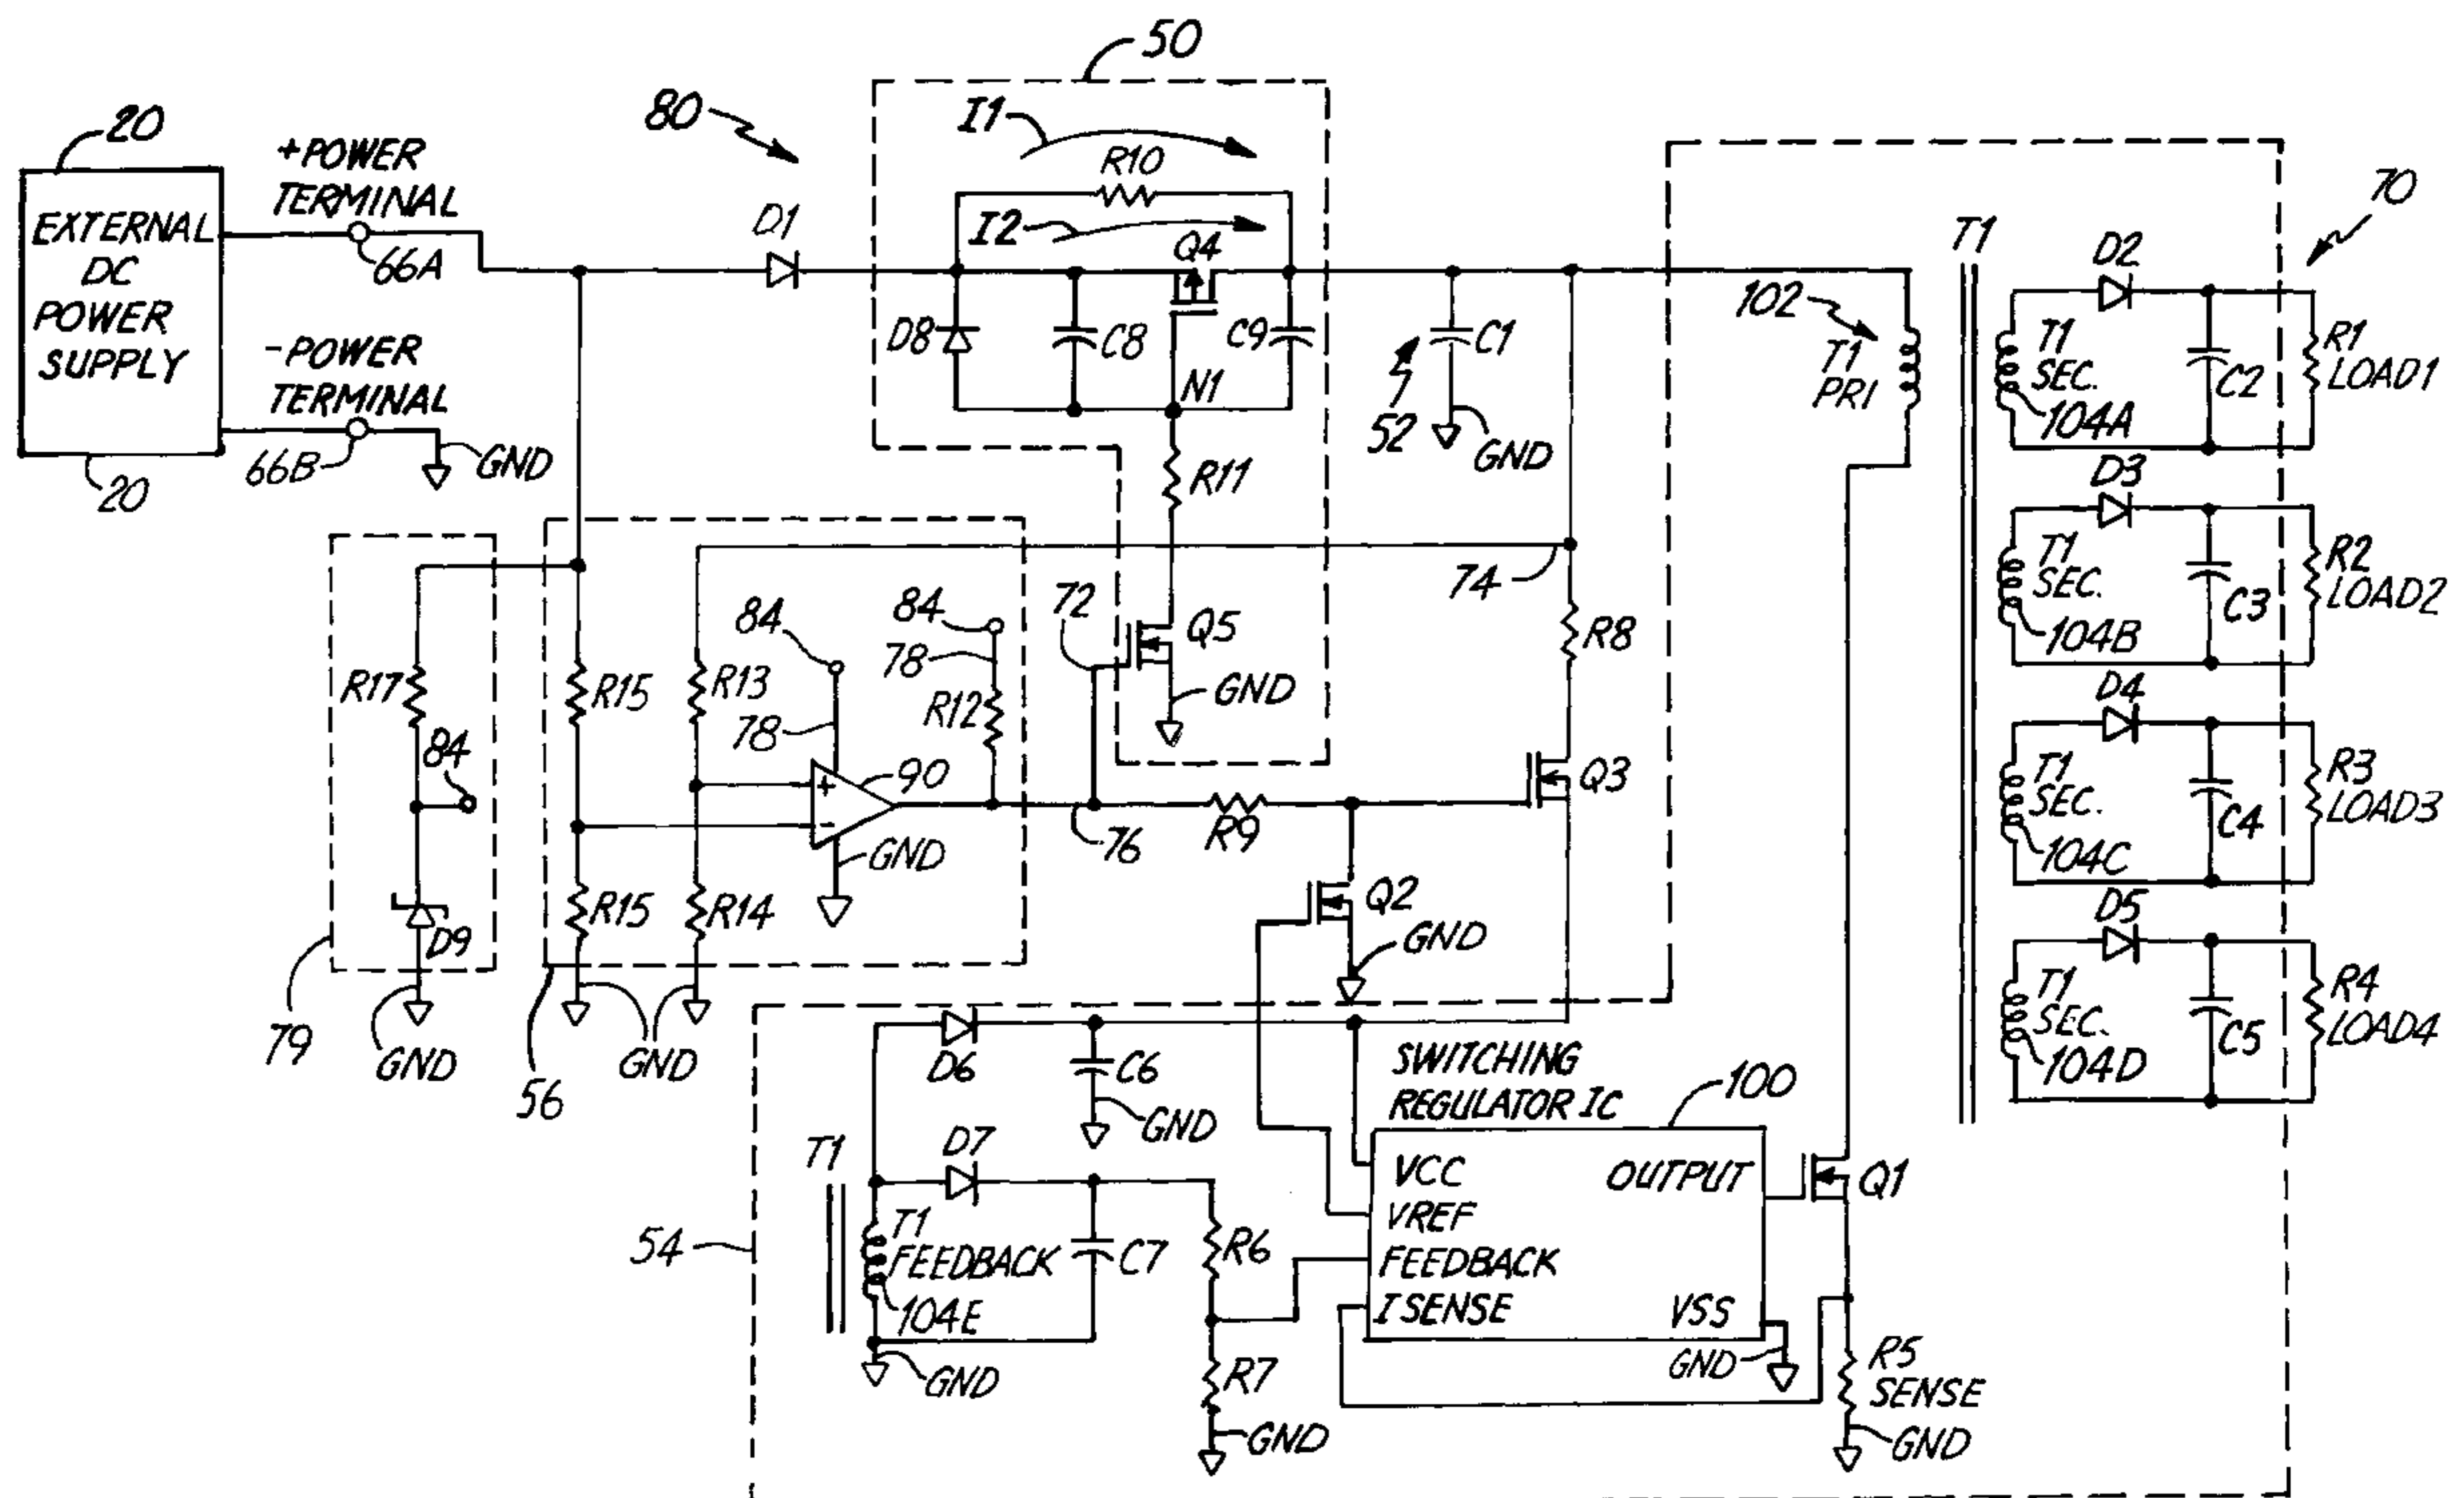 50
80
I1
R10
I2
Q4
20
+POWER
TERMINAL
66A
EXTERNAL
DC
POWER
SUPPLY
-POWER
TERMINAL
66B
GND
20
D1
D8
C8
C9
N1
R11
C1
52
GND
102
T1
PRI
T1
70
D2
T1
SEC.
104A
C2
R1
LOAD1
D3
T1
SEC.
104B
C3
R2
LOAD2
D4
T1
SEC.
104C
C4
R3
LOAD3
D5
T1
SEC.
104D
C5
R4
LOAD4
74
R8
Q3
72
Q5
GND
84
78
R12
84
78
R13
R15
R17
84
90
+
-
GND
76
R9
Q2
GND
R15
R14
D9
79
GND
56
GND
D6
C6
GND
SWITCHING
REGULATOR IC
100
T1
D7
T1
FEEDBACK
104E
C7
GND
54
R6
R7
GND
VCC
VREF
FEEDBACK
I SENSE
OUTPUT
VSS
GND
Q1
R5
SENSE
GND